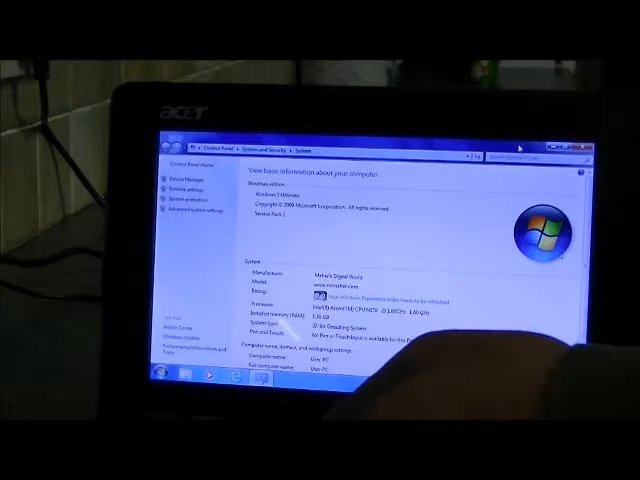 acer
Control Panel ▸ System and Security ▸ System
Search Control Panel
Control Panel Home
Device Manager
Remote settings
System protection
Advanced system settings
View basic information about your computer
Windows edition
Windows 7 Ultimate
Copyright © 2009 Microsoft Corporation. All rights reserved.
Service Pack 1
System
Manufacturer: Maher's Digital World
Model: www.nomaher.com
Rating: Your Windows Experience Index needs to be refreshed
Processor: Intel(R) Atom(TM) CPU N270 @ 1.60GHz 1.60 GHz
Installed memory (RAM):
System type: 32-bit Operating System
Pen and Touch: No Pen or Touch Input is available for this
Computer name, domain, and workgroup settings
Computer name: User-PC
Full computer name: User-PC
See also
Action Center
Windows Update
Performance Information and
Tools